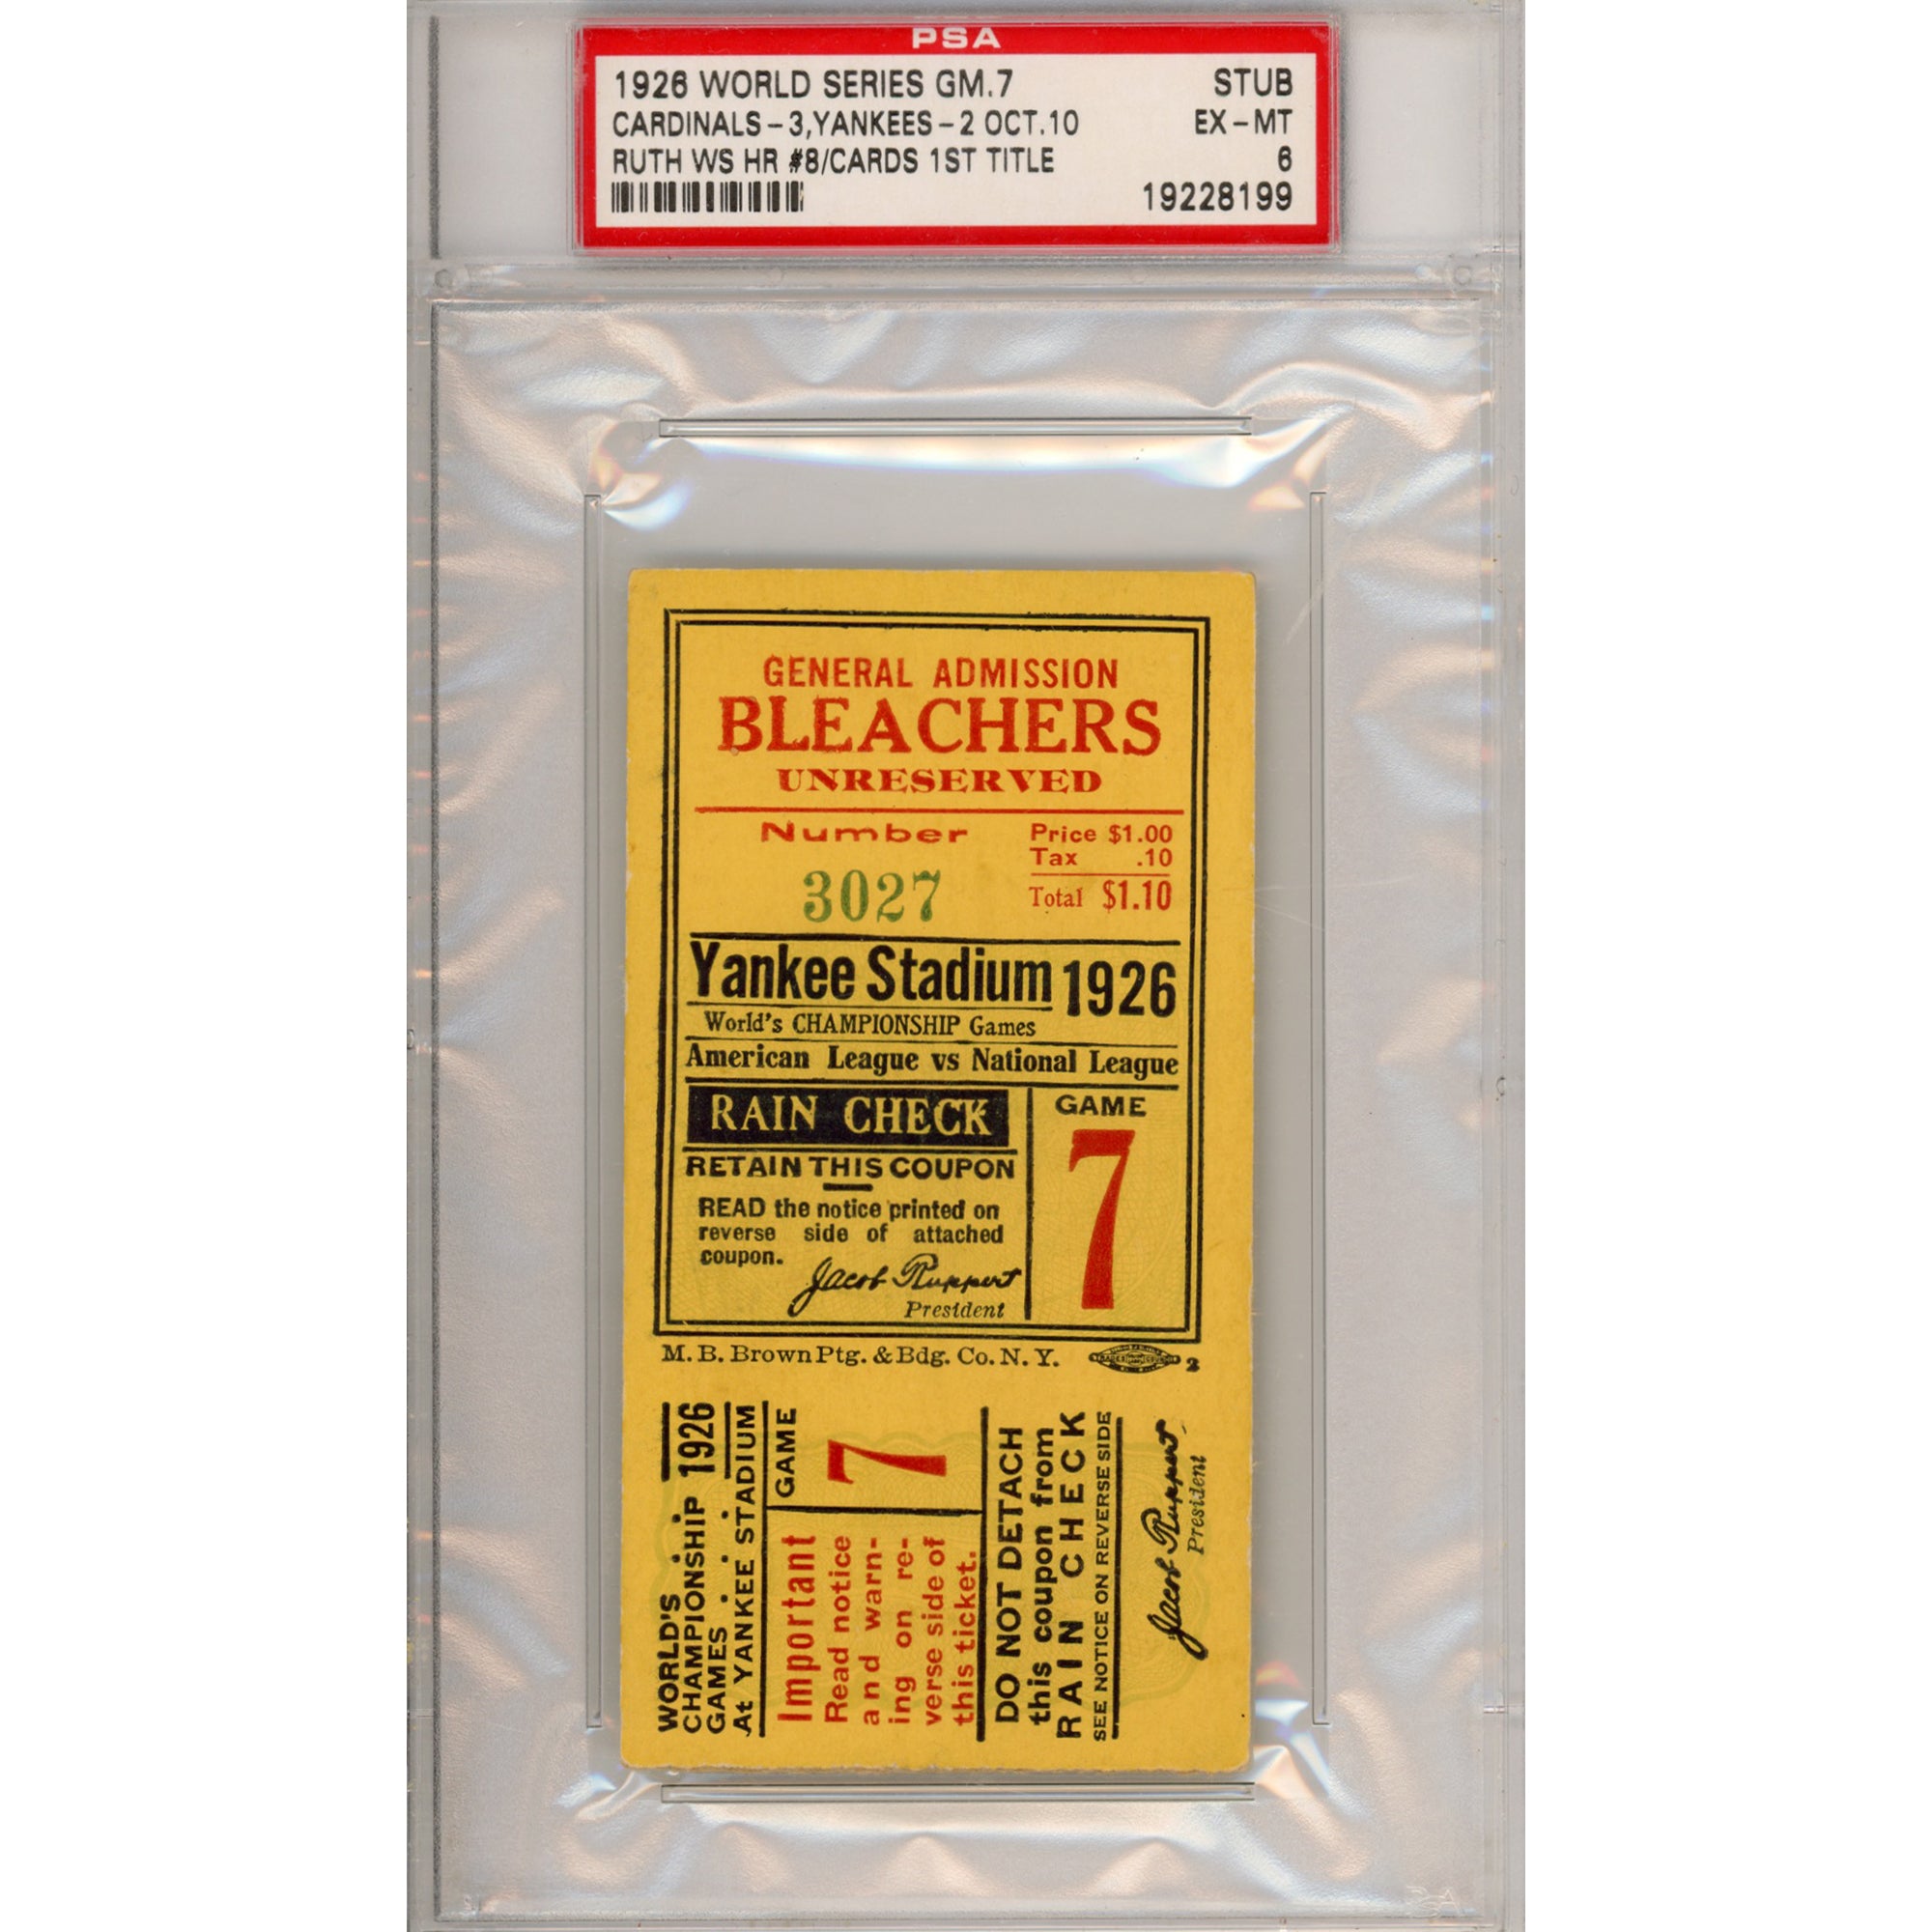 PSA
1926 WORLD SERIES GM.7 STUB
CARDINALS-3,YANKEES-2 OCT.10 EX-MT
RUTH WS HR #8/CARDS 1ST TITLE 6
19228199
GENERAL ADMISSION
BLEACHERS
UNRESERVED
Number
3027
Price $1.00
Tax .10
Total $1.10
Yankee Stadium 1926
World's CHAMPIONSHIP Games
American League vs National League
RAIN CHECK
RETAIN THIS COUPON
READ the notice printed on
reverse side of attached
coupon.
Jacob Ruppert
President
GAME
7
M. B. Brown Ptg. & Bdg. Co. N. Y.
2
WORLD'S
CHAMPIONSHIP 1926
GAMES
At YANKEE STADIUM
GAME
7
Important
Read notice
and warn-
ing on re-
verse side of
this ticket.
DO NOT DETACH
this coupon from
RAIN CHECK
SEE NOTICE ON REVERSE SIDE
Jacob Ruppert
President
PSA